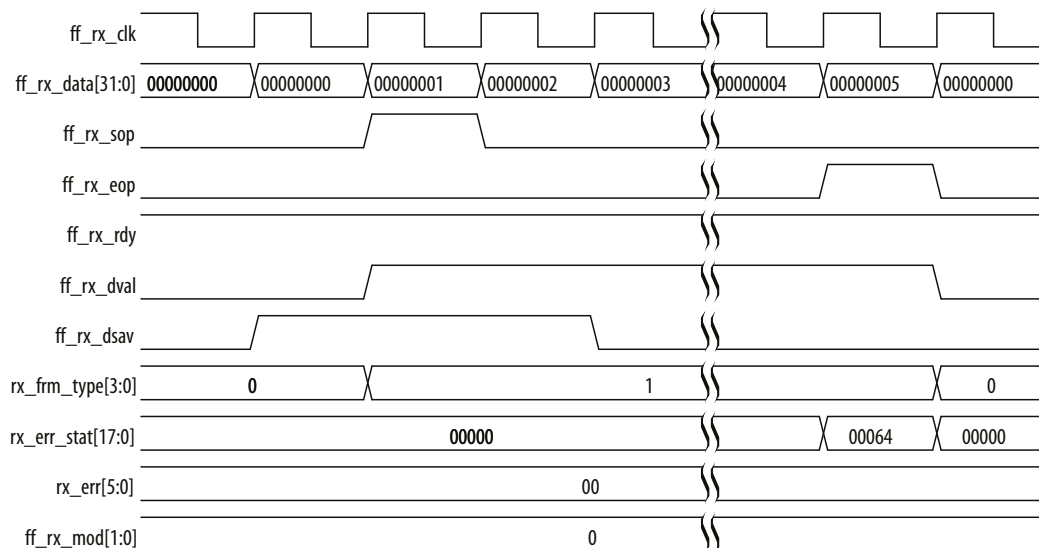 ff_rx_clk
ff_rx_data[31:0] 00000000 00000000 00000001 00000002 00000003 00000004 00000005 00000000
ff_rx_sop
ff_rx_eop
ff_rx_rdy
ff_rx_dval
ff_rx_dsav
rx_frm_type[3:0] 0 1 0
rx_err_stat[17:0] 00000 00064 00000
rx_err[5:0] 00
ff_rx_mod[1:0] 0